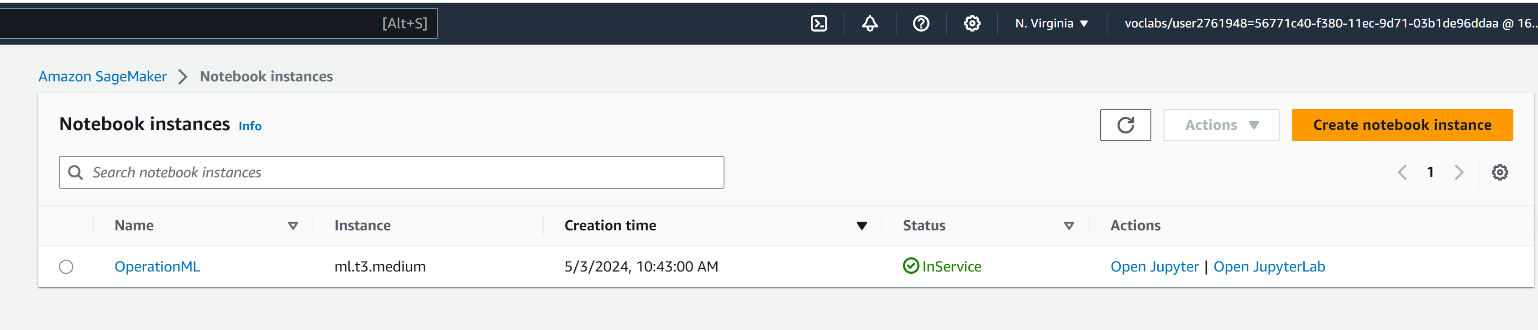 [Alt+S] N. Virginia voclabs/user2761948=56771c40-f380-11ec-9d71-03b1de96ddaa @ 16...
Amazon SageMaker Notebook instances
Notebook instances Info Actions Create notebook instance
Search notebook instances 1
Name Instance Creation time Status Actions
OperationML ml.t3.medium 5/3/2024, 10:43:00 AM InService Open Jupyter | Open JupyterLab